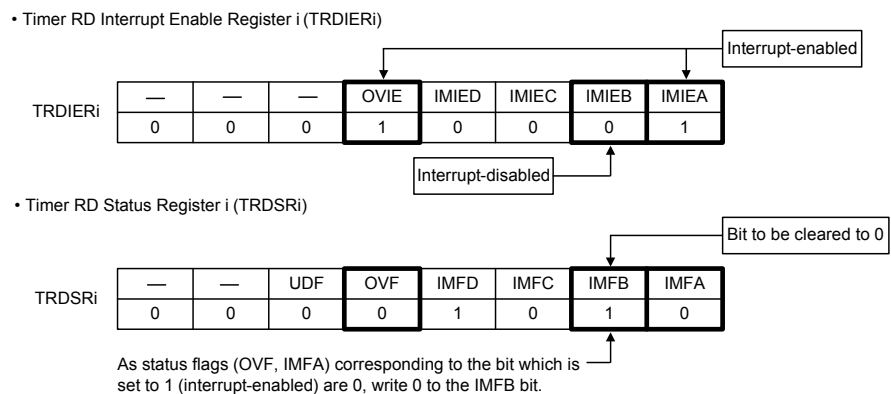 • Timer RD Interrupt Enable Register i (TRDIERi)
Interrupt-enabled
TRDIERi
— — — OVIE IMIED IMIEC IMIEB IMIEA
0 0 0 1 0 0 0 1
Interrupt-disabled
• Timer RD Status Register i (TRDSRi)
Bit to be cleared to 0
TRDSRi
— — UDF OVF IMFD IMFC IMFB IMFA
0 0 0 0 1 0 1 0
As status flags (OVF, IMFA) corresponding to the bit which is
set to 1 (interrupt-enabled) are 0, write 0 to the IMFB bit.